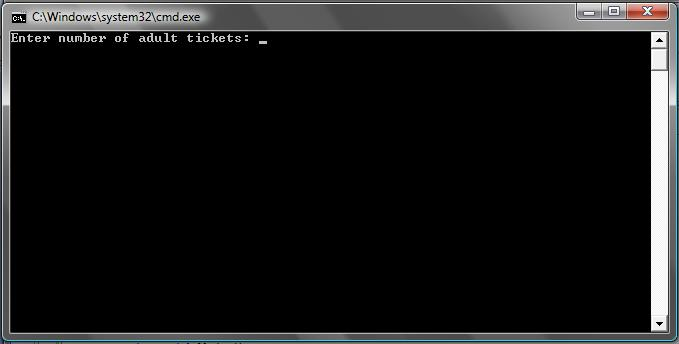 C:\Windows\system32\cmd.exe
Enter number of adult tickets: _